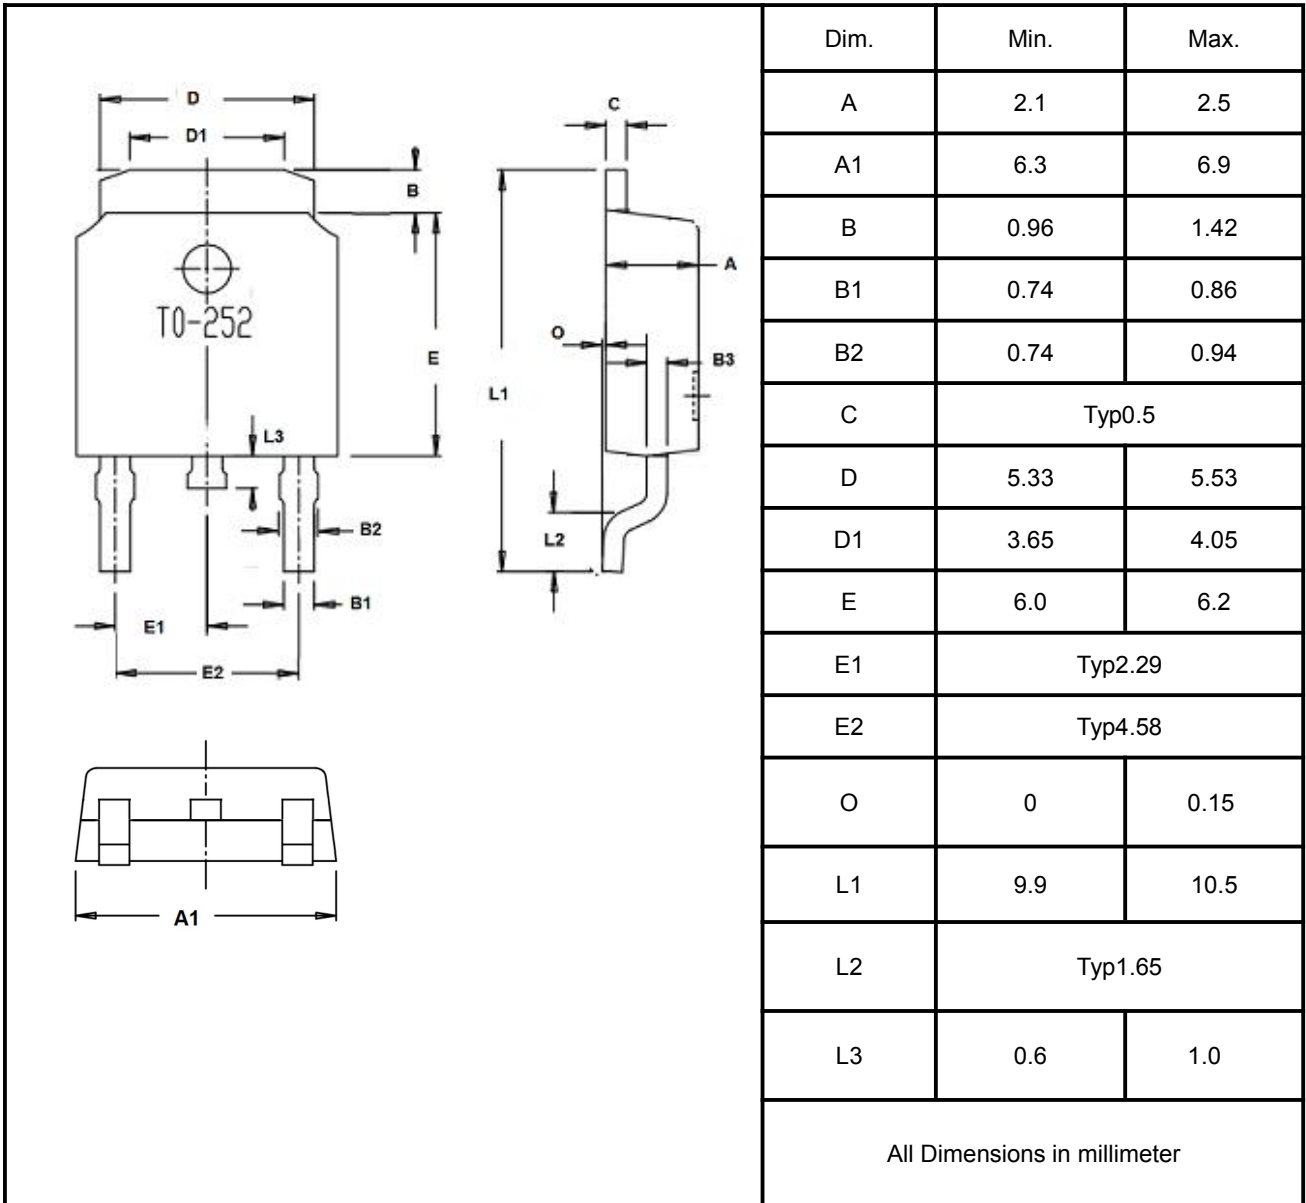 D
D1
B
TO-252
E
L3
B2
B1
E1
E2
C
A
O
B3
L1
L2
A1
Dim. Min. Max.
A 2.1 2.5
A1 6.3 6.9
B 0.96 1.42
B1 0.74 0.86
B2 0.74 0.94
C Typ0.5
D 5.33 5.53
D1 3.65 4.05
E 6.0 6.2
E1 Typ2.29
E2 Typ4.58
O 0 0.15
L1 9.9 10.5
L2 Typ1.65
L3 0.6 1.0
All Dimensions in millimeter